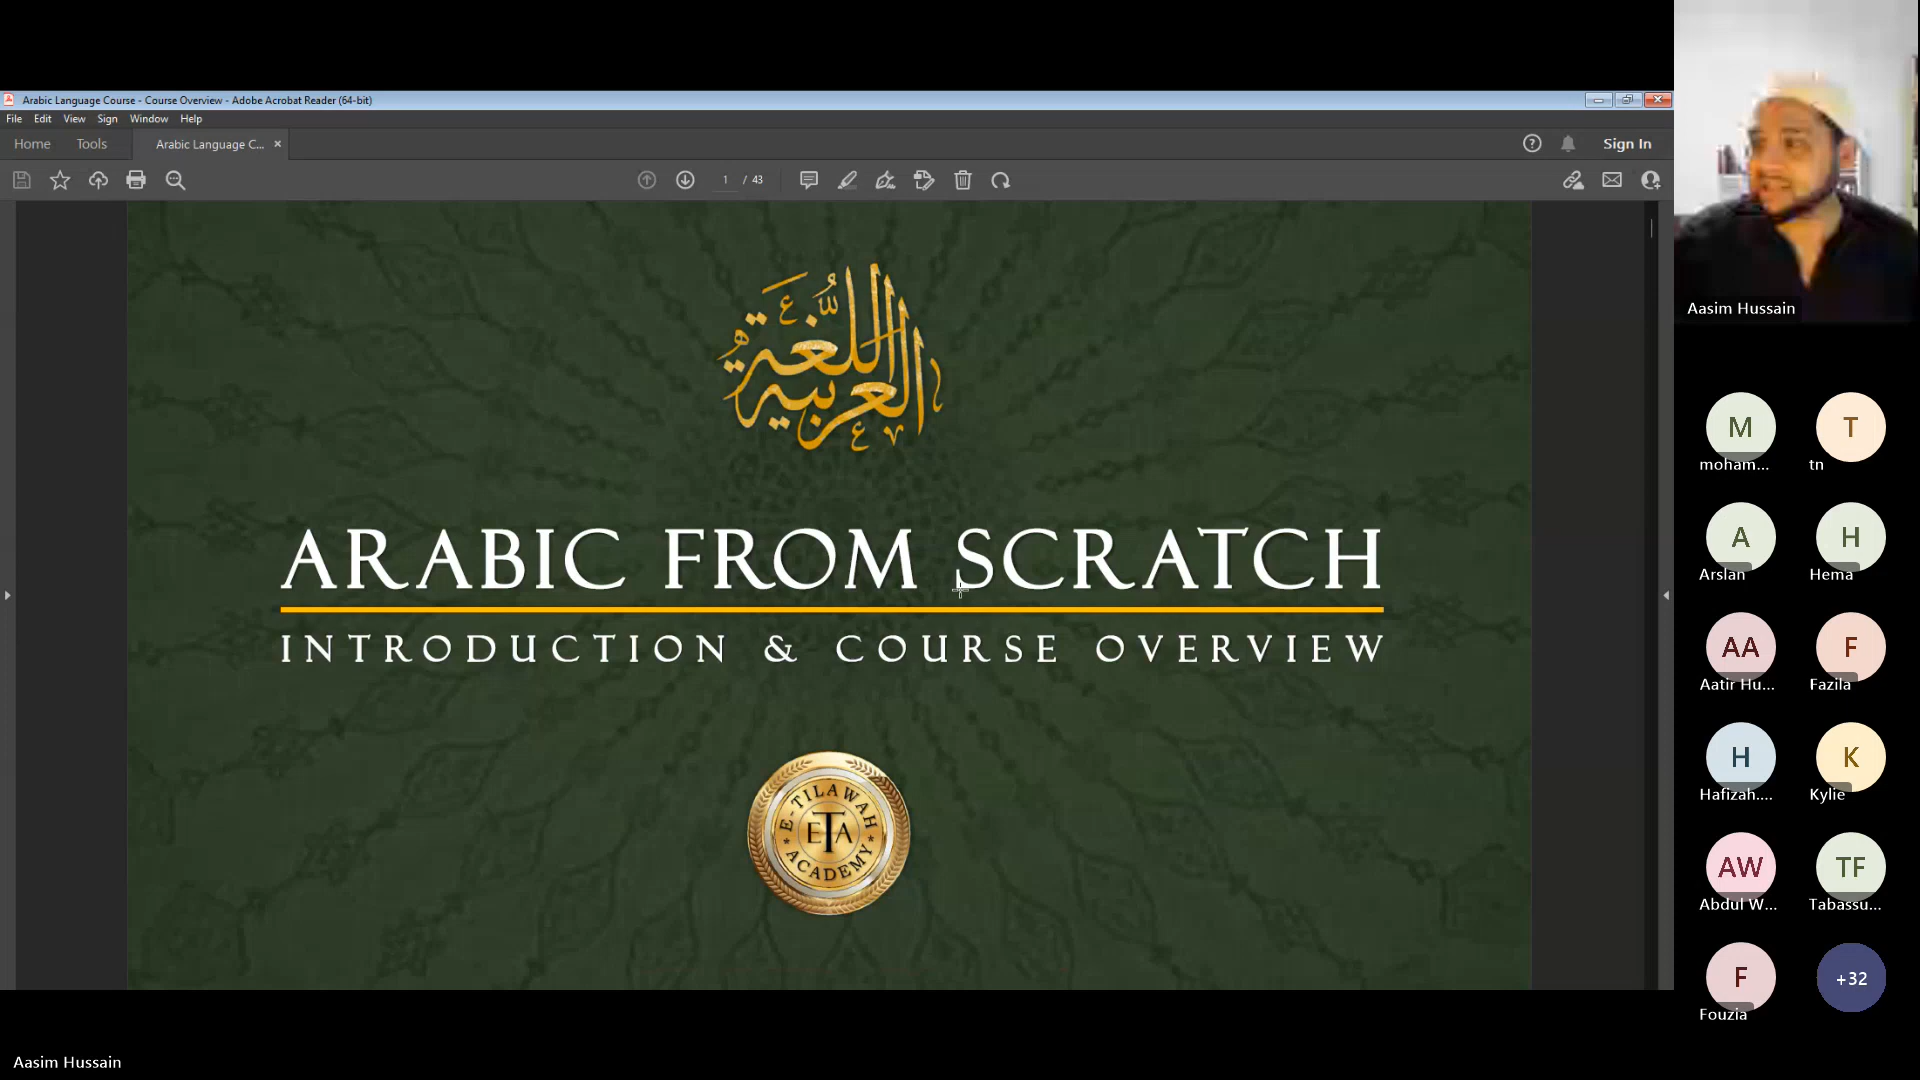 Arabic Language Course - Course Overview - Adobe Acrobat Reader (64-bit)
File Edit View Sign Window Help
Home Tools Arabic Language C... Sign In
1 / 43
اللُّغَة
العربية
ARABIC FROM SCRATCH
INTRODUCTION & COURSE OVERVIEW
E-TILAWAH
ETA
ACADEMY
Aasim Hussain
M T
moham... tn
A H
Arslan Hema
AA F
Aatir Hu... Fazila
H K
Hafizah.... Kylie
AW TF
Abdul W... Tabassu...
F +32
Fouzia
Aasim Hussain